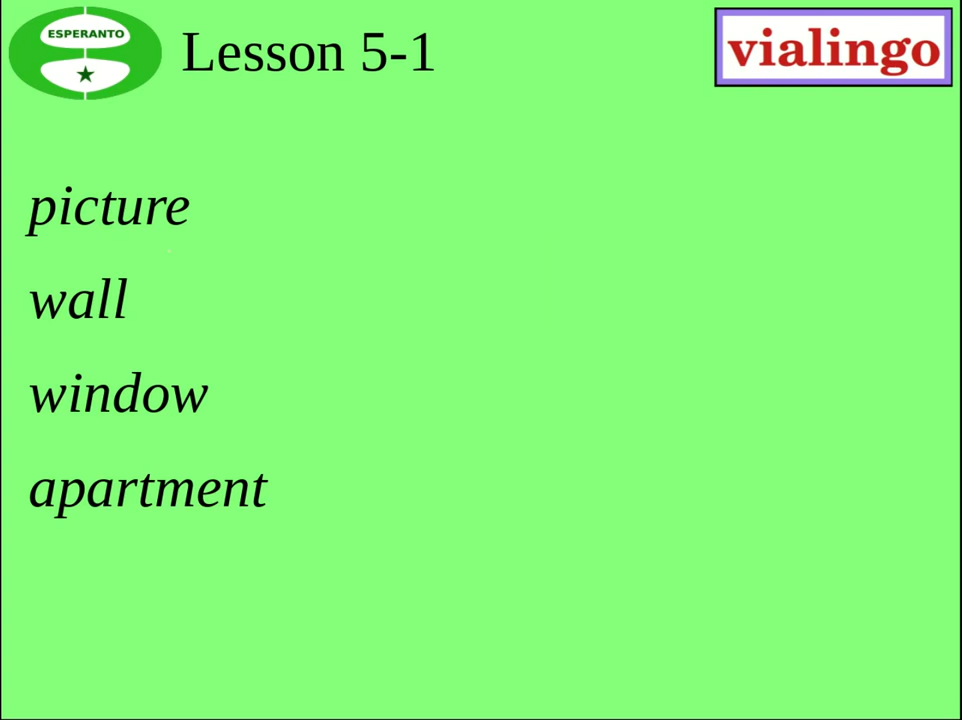 ESPERANTO
Lesson 5-1
vialingo
picture
wall
window
apartment